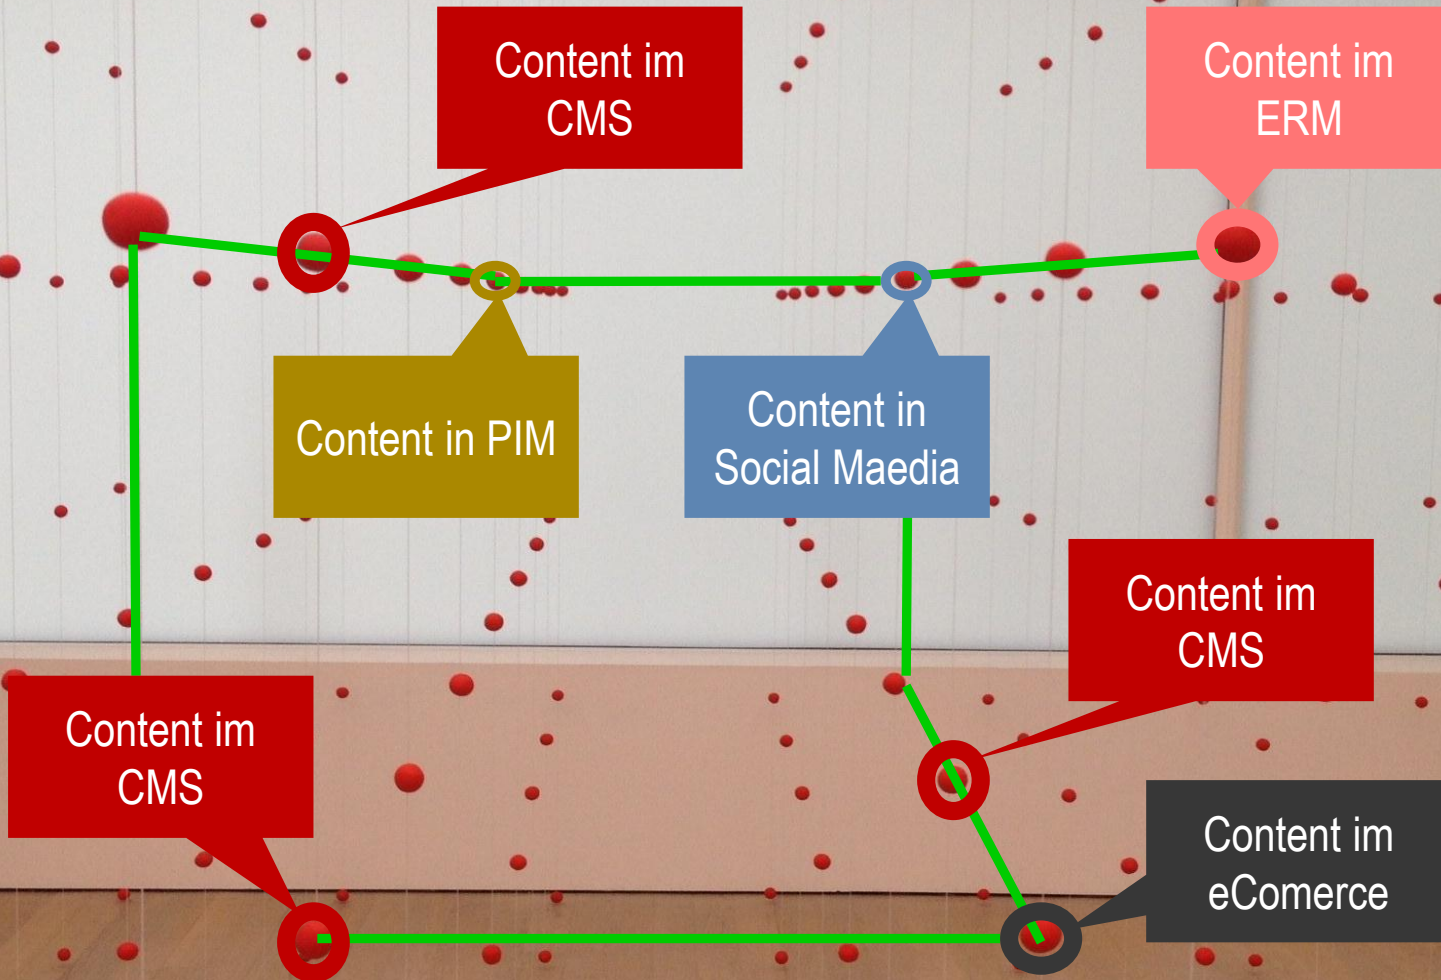 Content im
CMS
Content im
ERM
Content in PIM
Content in
Social Maedia
Content im
CMS
Content im
CMS
Content im
eComerce